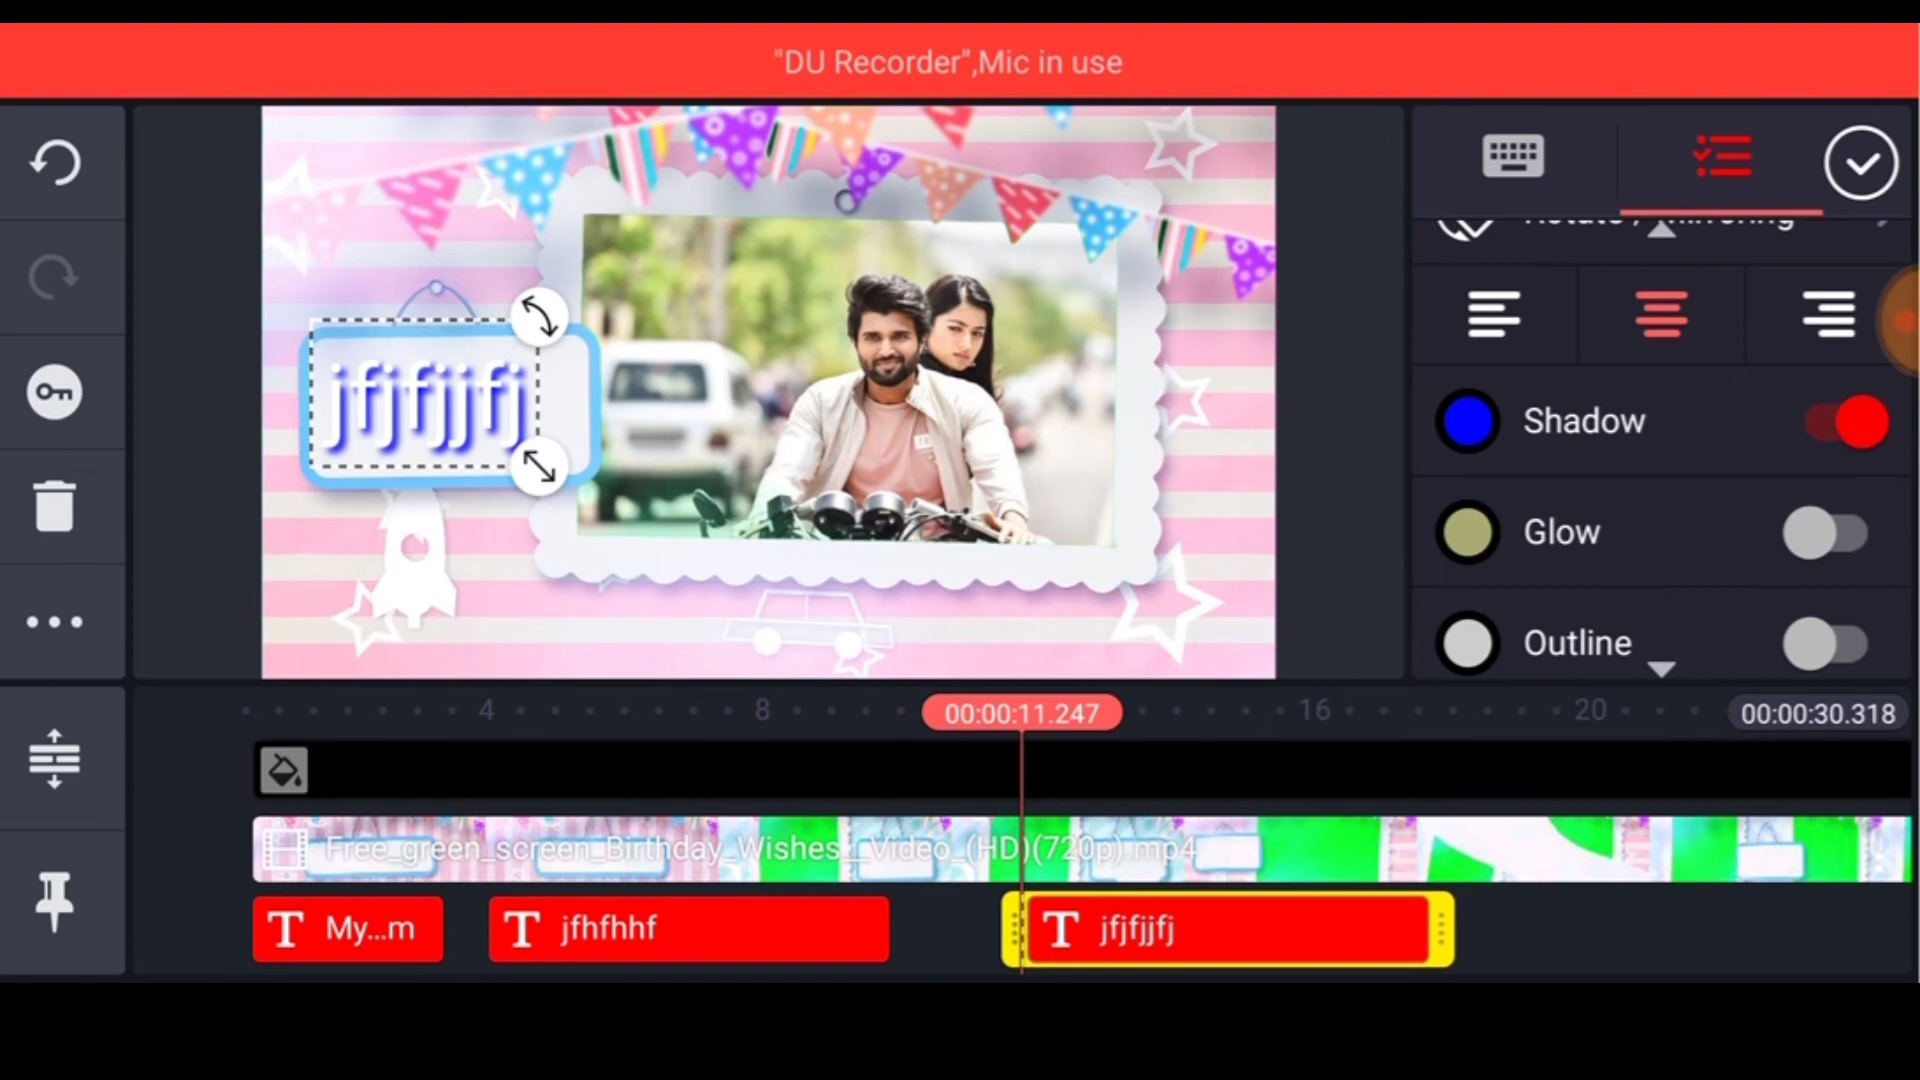 "DU Recorder",Mic in use
jfjfjjfj
Shadow
Glow
Outline
4
8
00:00:11.247
16
20
00:00:30.318
Free_green_screen_Birthday_Wishes__Video_(HD)(720p).mp4
T My...m
T jfhfhhf
T jfjfjjfj